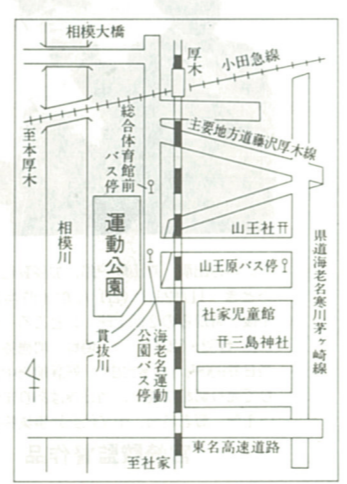 相模大橋
厚木
小田急線
至本厚木
総合体育館前
バス停
主要地方道藤沢厚木線
相模川
運動公園
山王社
山王原バス停
県道海老名寒川茅ヶ崎線
社家児童館
三島神社
海老名運動
公園バス停
貫抜川
東名高速道路
至社家